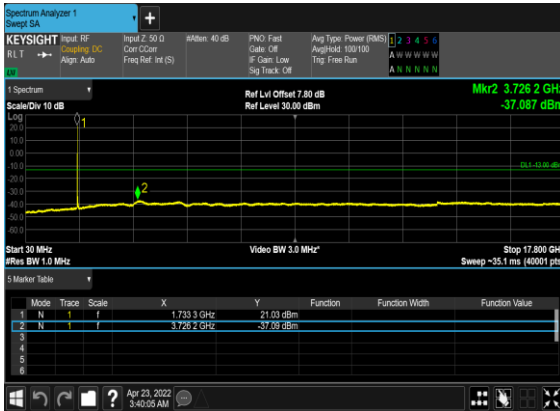 Spectrum Analyzer 1
Swept SA
KEYSIGHT
RLT
Input: RF
Coupling: DC
Align: Auto
Input Z: 50 Ω
Corr CCorr
Freq Ref: Int (S)
#Atten: 40 dB
PNO: Fast
Gate: Off
IF Gain: Low
Sig Track: Off
Avg Type: Power (RMS)
Avg|Hold: 100/100
Trig: Free Run
1 2 3 4 5 6
A W W W W W
A N N N N N
1 Spectrum
Scale/Div 10 dB
Ref Lvl Offset 7.80 dB
Ref Level 30.00 dBm
Mkr2 3.726 2 GHz
-37.087 dBm
Log
20.0
10.0
0.00
-10.0
-20.0
-30.0
-40.0
-50.0
-60.0
1
2
DL1 -13.00 dBm
Start 30 MHz
#Res BW 1.0 MHz
Video BW 3.0 MHz*
Stop 17.800 GH
Sweep ~35.1 ms (40001 pts
5 Marker Table
Mode Trace Scale X Y Function Function Width Function Value
1 N 1 f 1.733 3 GHz 21.03 dBm
2 N 1 f 3.726 2 GHz -37.09 dBm
3
4
5
6
?
Apr 23, 2022
3:40:05 AM